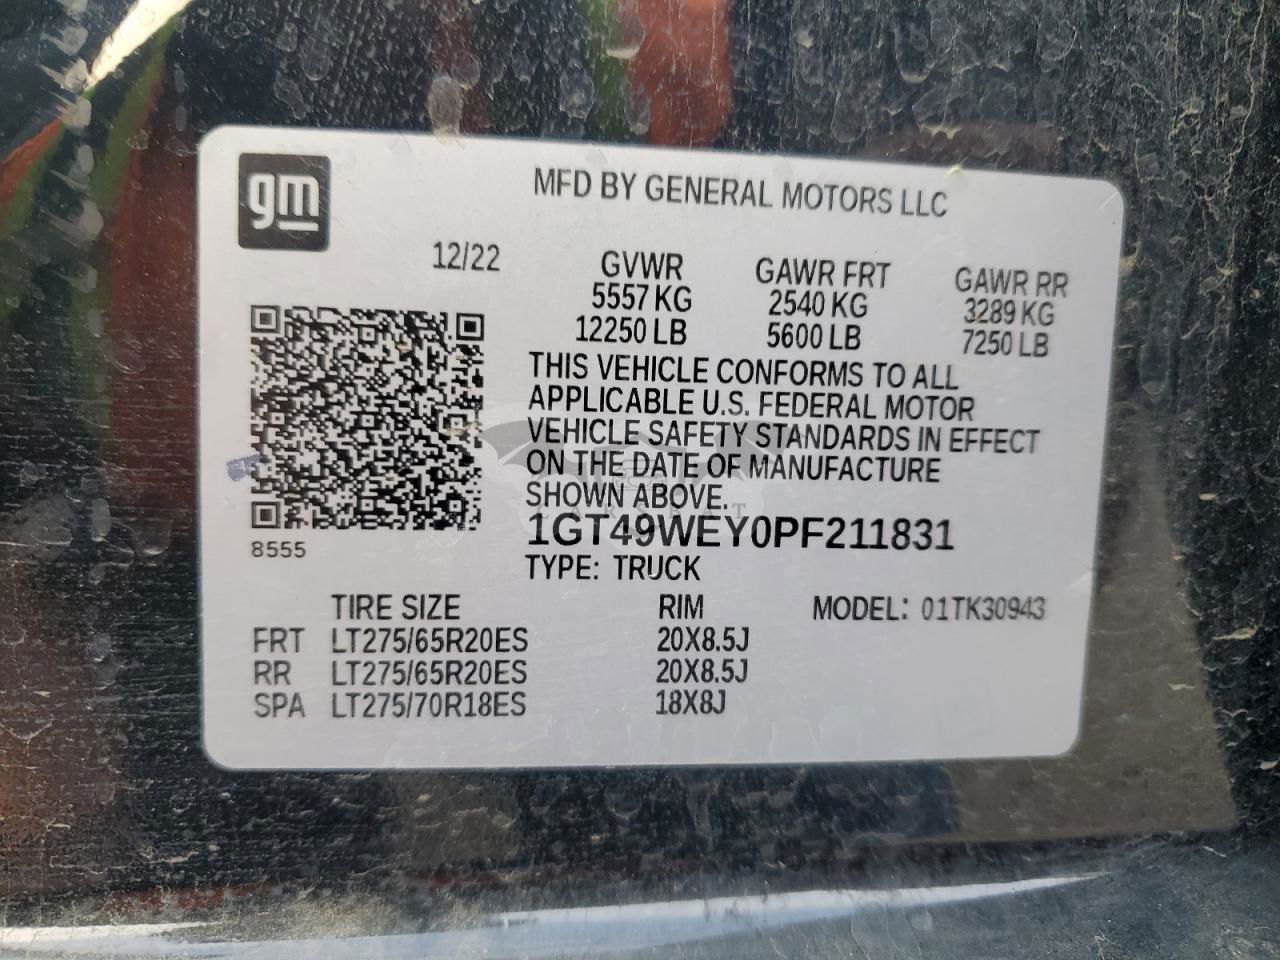 gm
MFD BY GENERAL MOTORS LLC
12/22 GVWR GAWR FRT GAWR RR
5557 KG 2540 KG 3289 KG
12250 LB 5600 LB 7250 LB
THIS VEHICLE CONFORMS TO ALL
APPLICABLE U.S. FEDERAL MOTOR
VEHICLE SAFETY STANDARDS IN EFFECT
ON THE DATE OF MANUFACTURE
SHOWN ABOVE.
1GT49WEY0PF211831
8555
TYPE: TRUCK
TIRE SIZE RIM MODEL: 01TK30943
FRT LT275/65R20ES 20X8.5J
RR LT275/65R20ES 20X8.5J
SPA LT275/70R18ES 18X8J